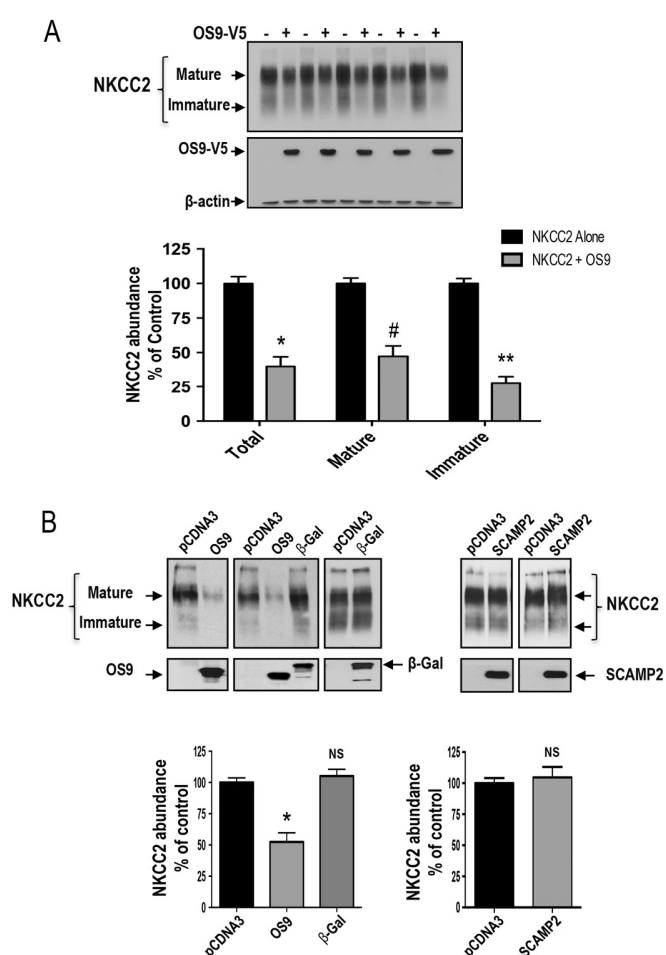 A
OS9-V5 - + - + - + - + - +
NKCC2
Mature
Immature
OS9-V5
β-actin
NKCC2 Alone
NKCC2 + OS9
NKCC2 abundance
% of Control
125
100
75
50
25
0
*
#
**
Total
Mature
Immature
B
pCDNA3 OS9 pCDNA3 OS9 β-Gal pCDNA3 β-Gal pCDNA3 SCAMP2 pCDNA3 SCAMP2
NKCC2
Mature
Immature
NKCC2
OS9
β-Gal
SCAMP2
NKCC2 abundance
% of control
125
100
75
50
25
0
*
NS
pCDNA3
OS9
β-Gal
NKCC2 abundance
% of control
125
100
75
50
25
0
NS
pCDNA3
SCAMP2